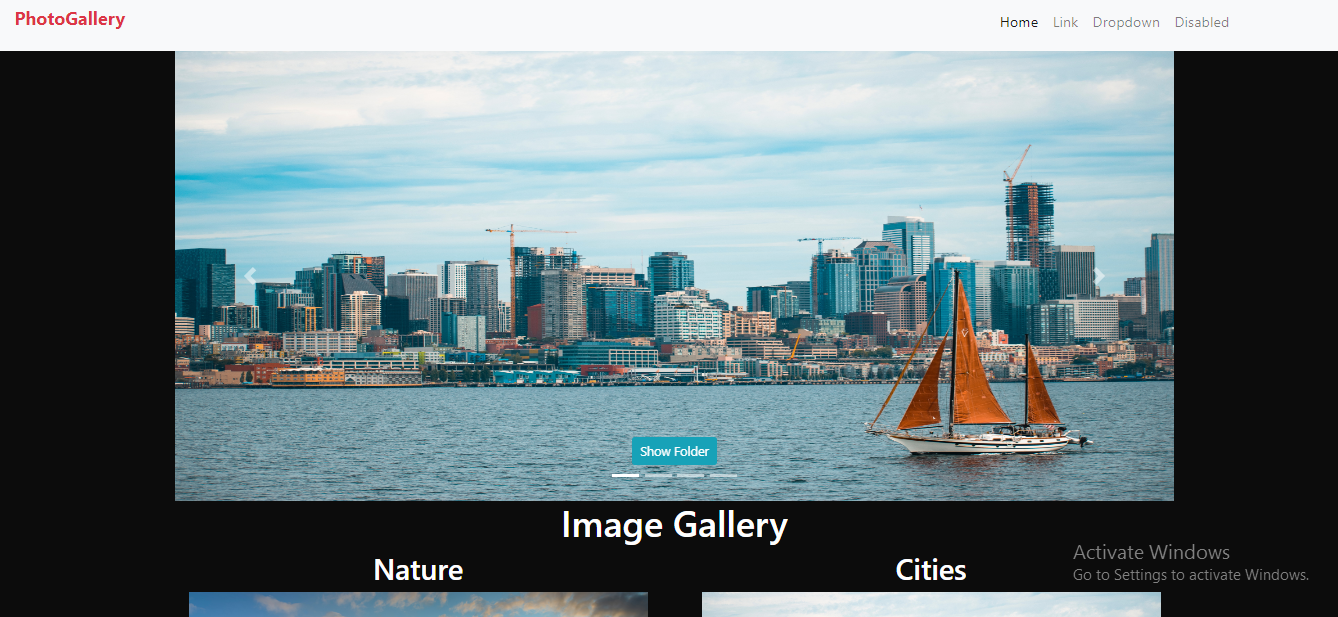 PhotoGallery
Home Link Dropdown Disabled
Show Folder
Image Gallery
Nature Cities
Activate Windows
Go to Settings to activate Windows.